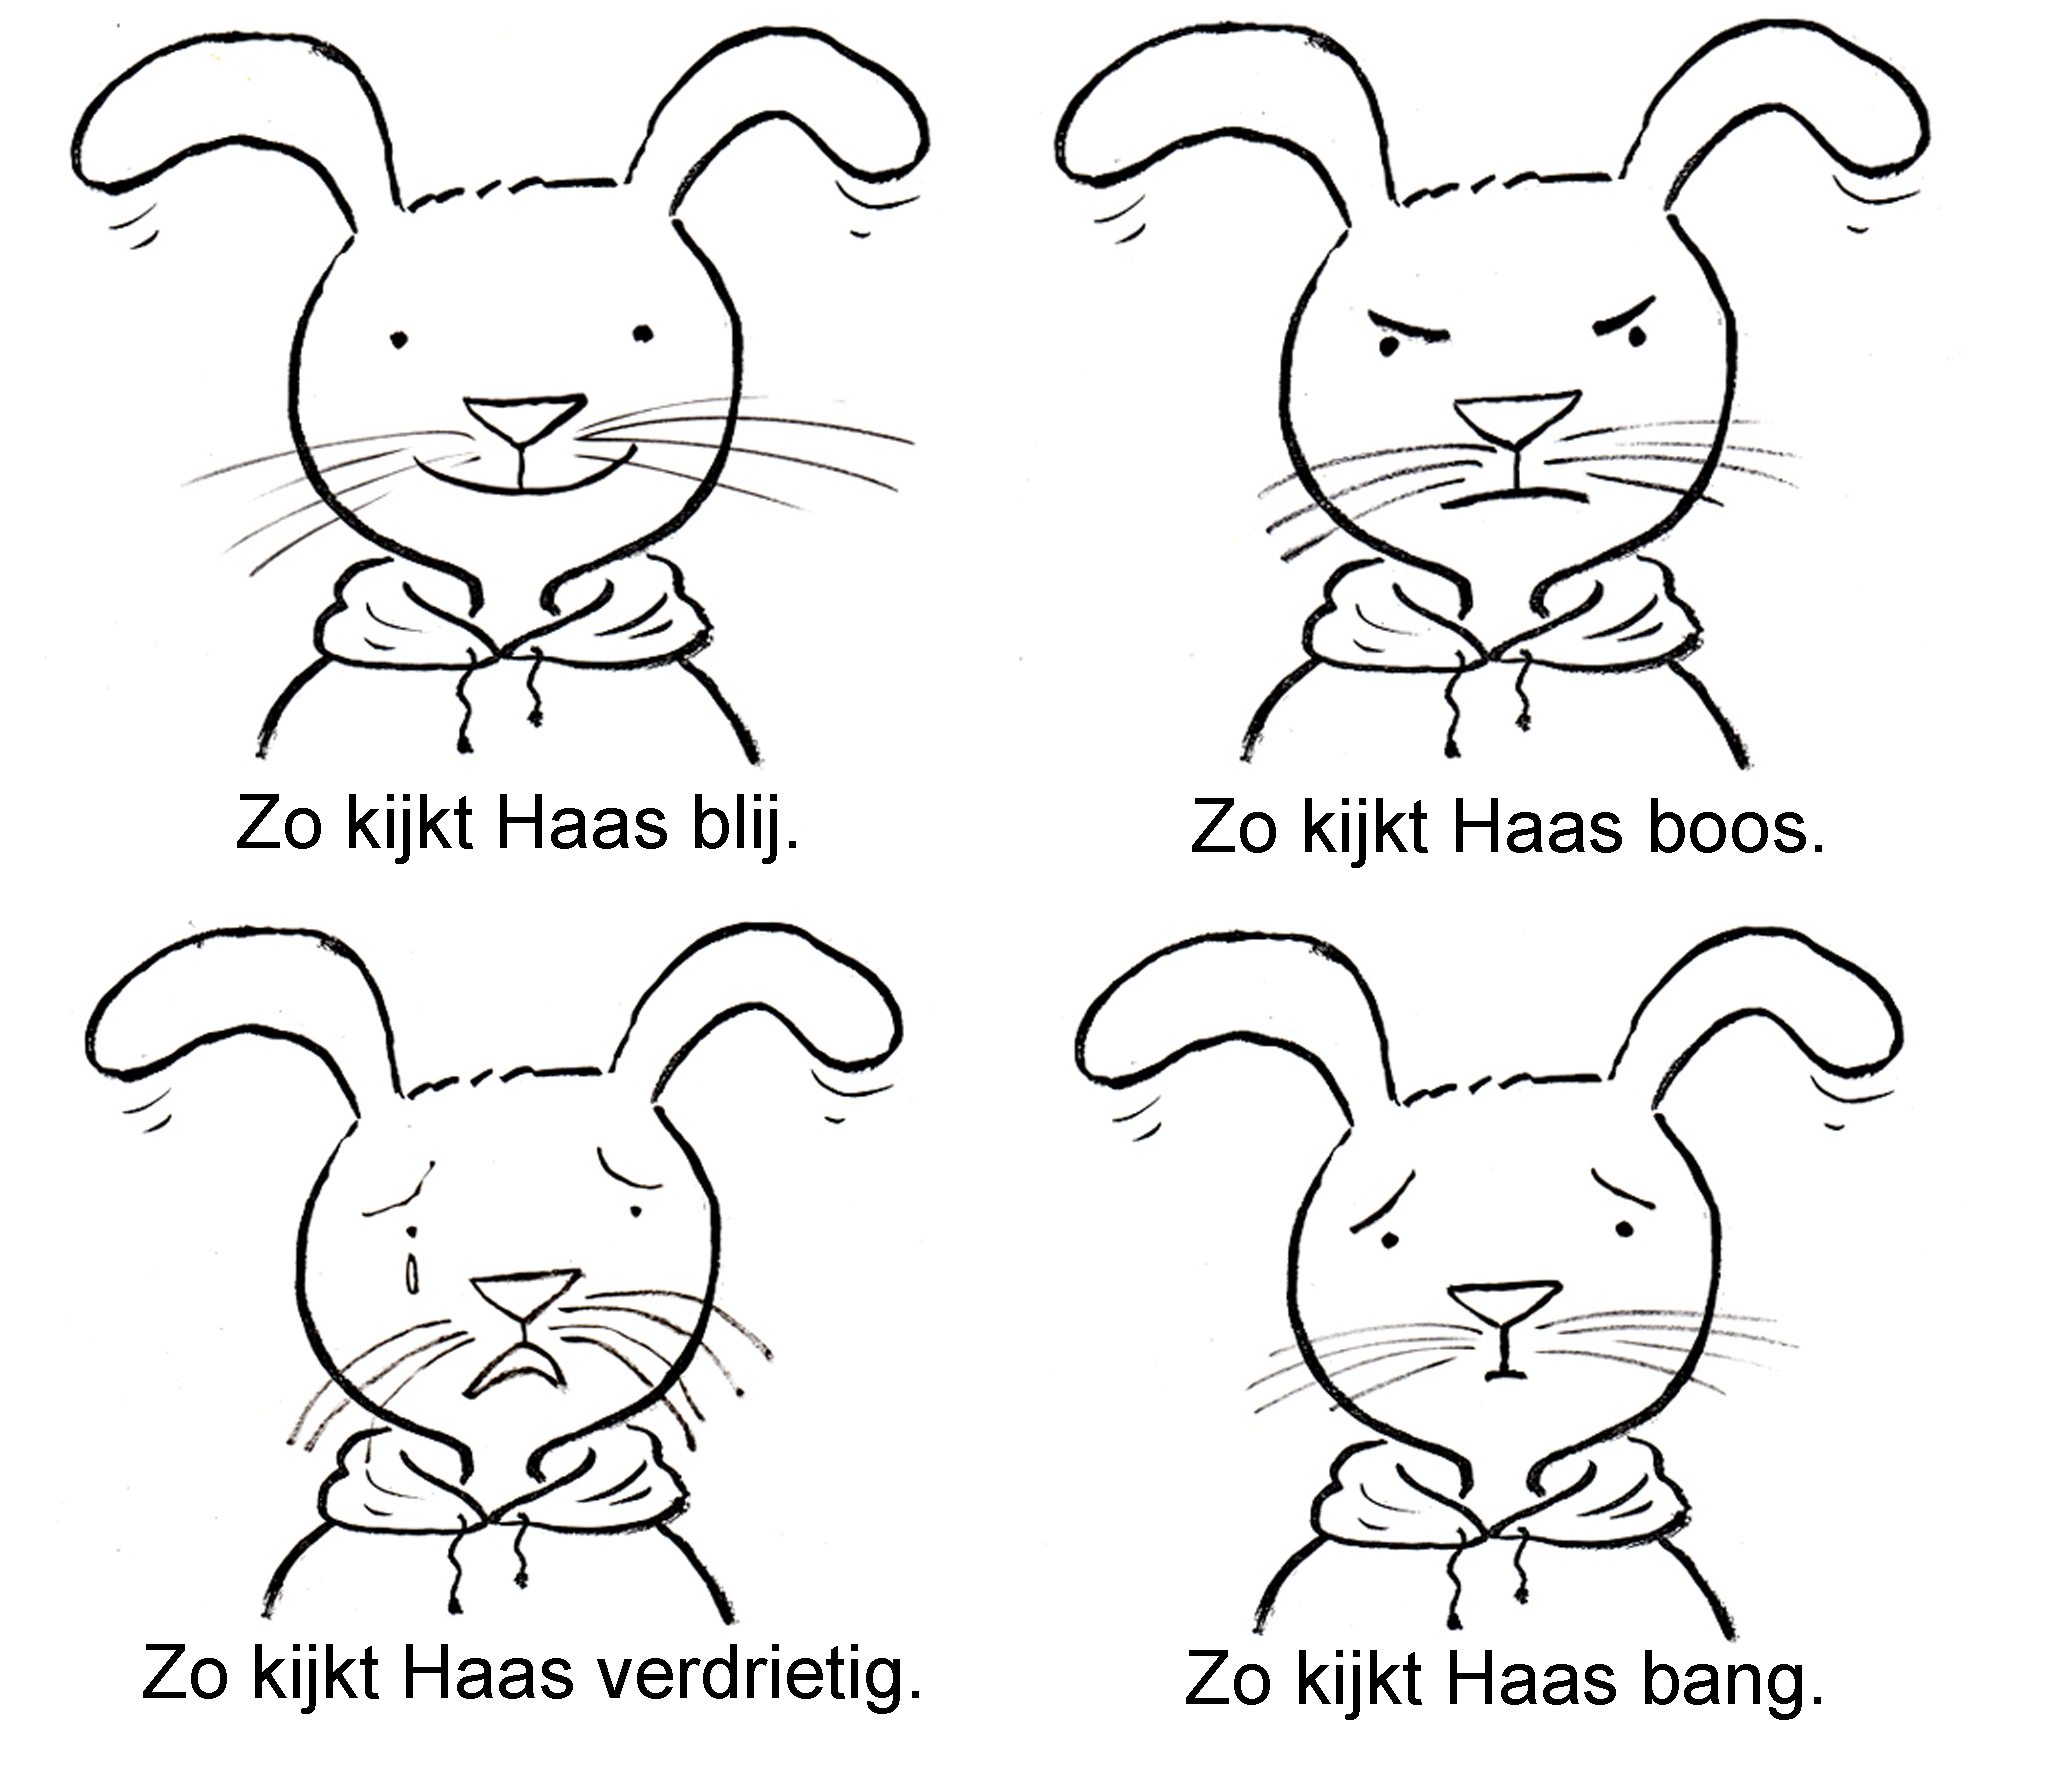 Zo kijkt Haas blij.
Zo kijkt Haas boos.
Zo kijkt Haas verdrietig.
Zo kijkt Haas bang.